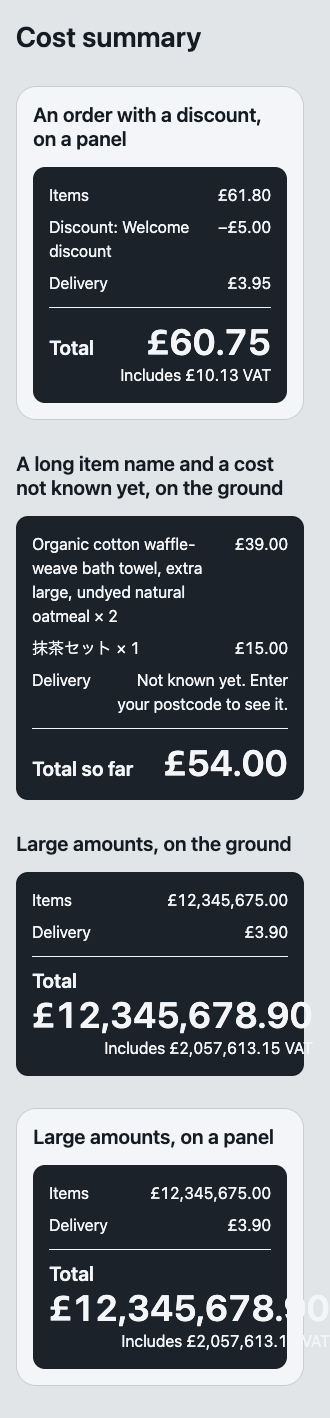 Cost summary
An order with a discount,
on a panel
Items £61.80
Discount: Welcome −£5.00
discount
Delivery £3.95
Total £60.75
Includes £10.13 VAT
A long item name and a cost
not known yet, on the ground
Organic cotton waffle- £39.00
weave bath towel, extra
large, undyed natural
oatmeal × 2
抹茶セット × 1 £15.00
Delivery Not known yet. Enter
your postcode to see it.
Total so far £54.00
Large amounts, on the ground
Items £12,345,675.00
Delivery £3.90
Total
£12,345,678.90
Includes £2,057,613.15 VAT
Large amounts, on a panel
Items £12,345,675.00
Delivery £3.90
Total
£12,345,678.90
Includes £2,057,613.15 VAT